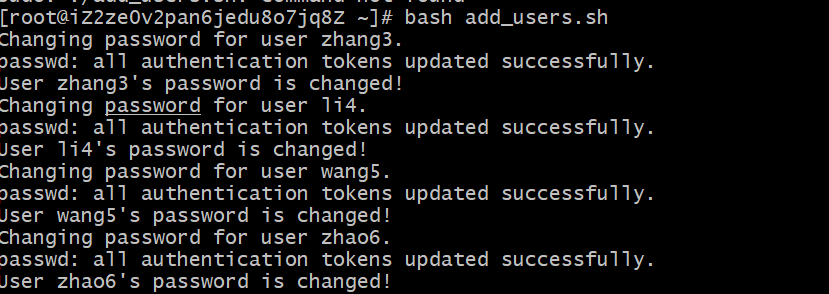 [root@iZ2ze0v2pan6jedu8o7jq8Z ~]# bash add_users.sh
Changing password for user zhang3.
passwd: all authentication tokens updated successfully.
User zhang3's password is changed!
Changing password for user li4.
passwd: all authentication tokens updated successfully.
User li4's password is changed!
Changing password for user wang5.
passwd: all authentication tokens updated successfully.
User wang5's password is changed!
Changing password for user zhao6.
passwd: all authentication tokens updated successfully.
User zhao6's password is changed!